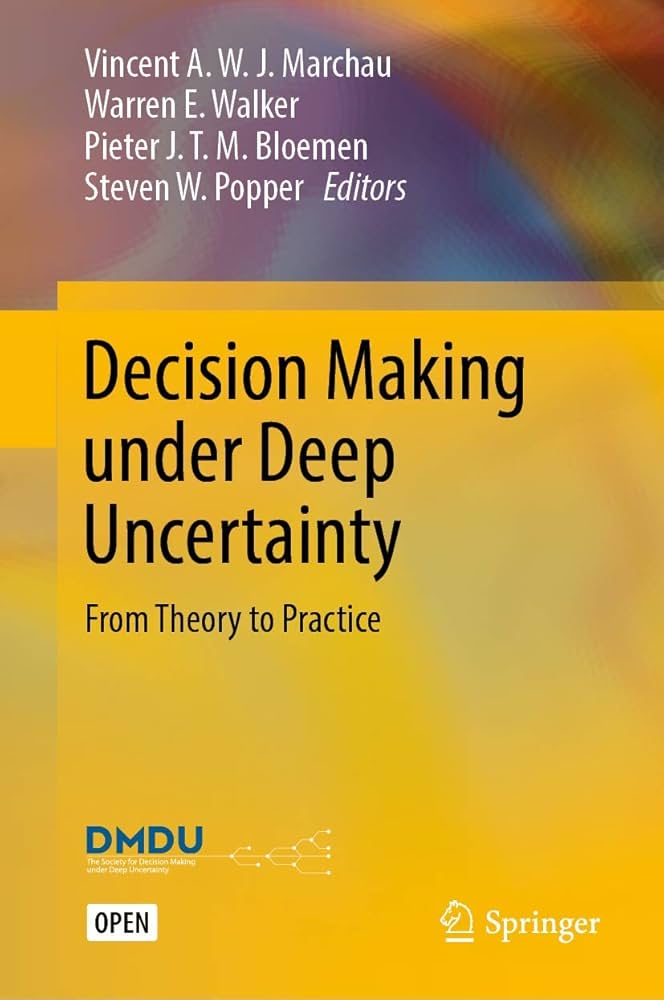 Vincent A. W. J. Marchau
Warren E. Walker
Pieter J. T. M. Bloemen
Steven W. Popper Editors
Decision Making
under Deep
Uncertainty
From Theory to Practice
DMDU
The Society for Decision Making
under Deep Uncertainty
OPEN
Springer